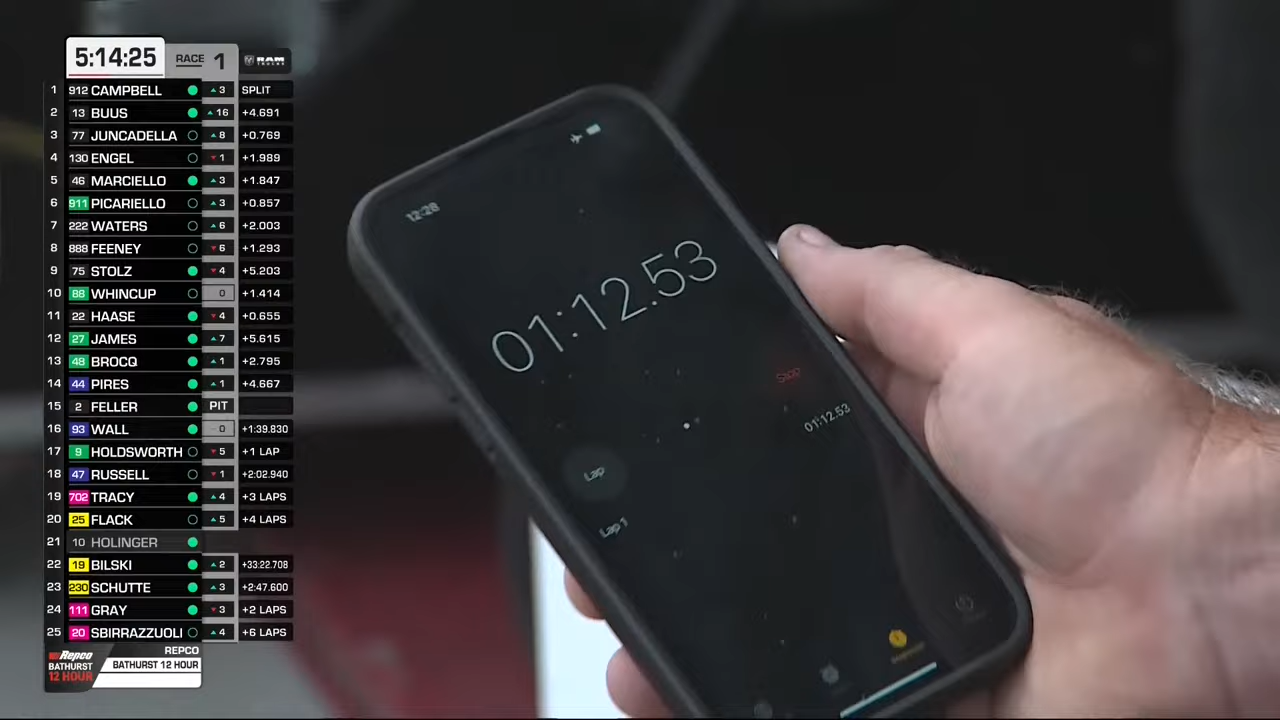 5:14:25 RACE 1 RAM TRUCKS
1 912 CAMPBELL 3 SPLIT
2 13 BUUS 16 +4.691
3 77 JUNCADELLA 8 +0.769
4 130 ENGEL 1 +1.989
5 46 MARCIELLO 3 +1.847
6 911 PICARIELLO 3 +0.857
7 222 WATERS 6 +2.003
8 888 FEENEY 6 +1.293
9 75 STOLZ 4 +5.203
10 88 WHINCUP 0 +1.414
11 22 HAASE 4 +0.655
12 27 JAMES 7 +5.615
13 48 BROCQ 1 +2.795
14 44 PIRES 1 +4.667
15 2 FELLER PIT
16 93 WALL 0 +1:39.830
17 9 HOLDSWORTH 5 +1 LAP
18 47 RUSSELL 1 +2:02.940
19 702 TRACY 4 +3 LAPS
20 25 FLACK 5 +4 LAPS
21 10 HOLINGER
22 19 BILSKI 2 +33:22.708
23 230 SCHUTTE 3 +2:47.600
24 111 GRAY 3 +2 LAPS
25 20 SBIRRAZZUOLI 4 +6 LAPS
Repco
BATHURST
12 HOUR
REPCO
BATHURST 12 HOUR
12:28
01:12.53
Stop
01:12.53
Lap
Lap 1